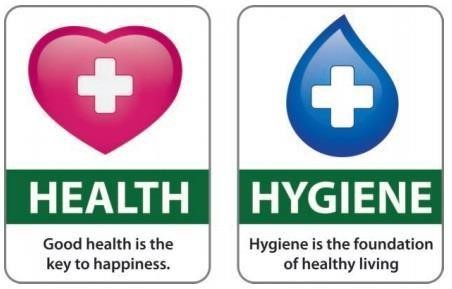 HEALTH
Good health is the
key to happiness.
HYGIENE
Hygiene is the foundation
of healthy living